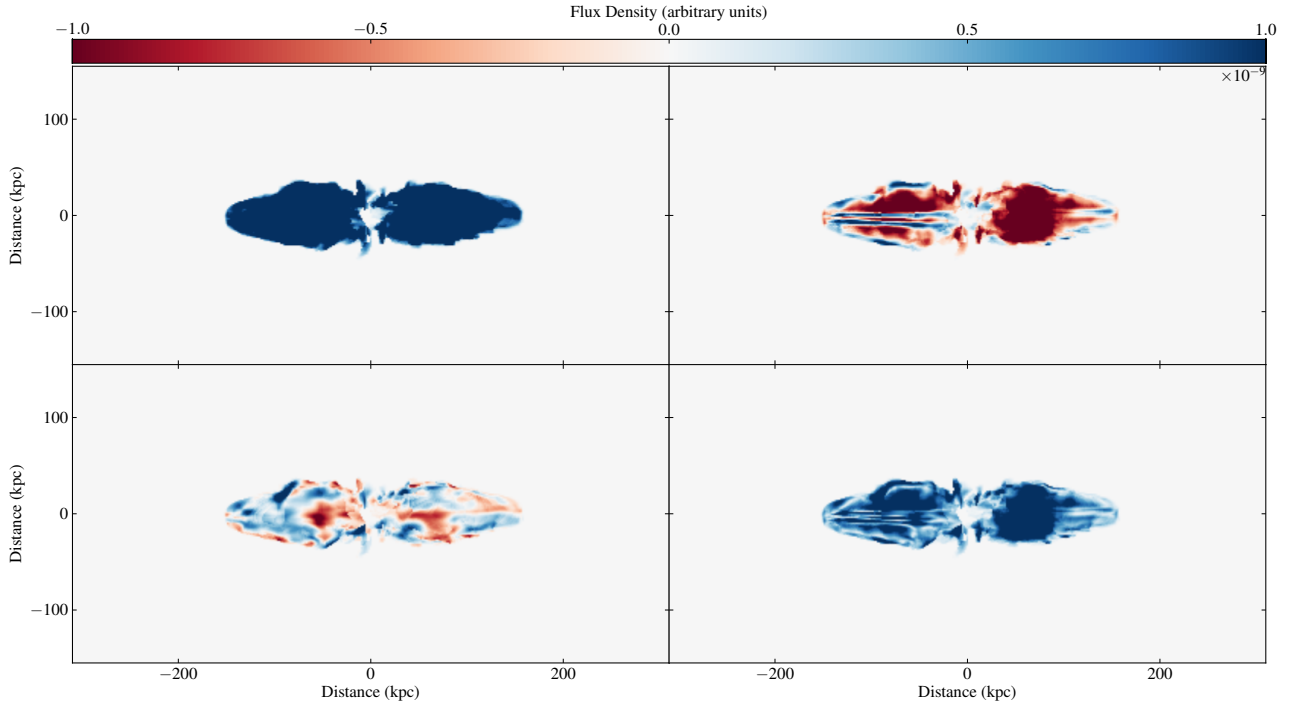 Flux Density (arbitrary units)
−1.0 −0.5 0.0 0.5 1.0
×10⁻⁹
100
0
−100
Distance (kpc)
100
0
−100
Distance (kpc)
−200 0 200 −200 0 200
Distance (kpc) Distance (kpc)